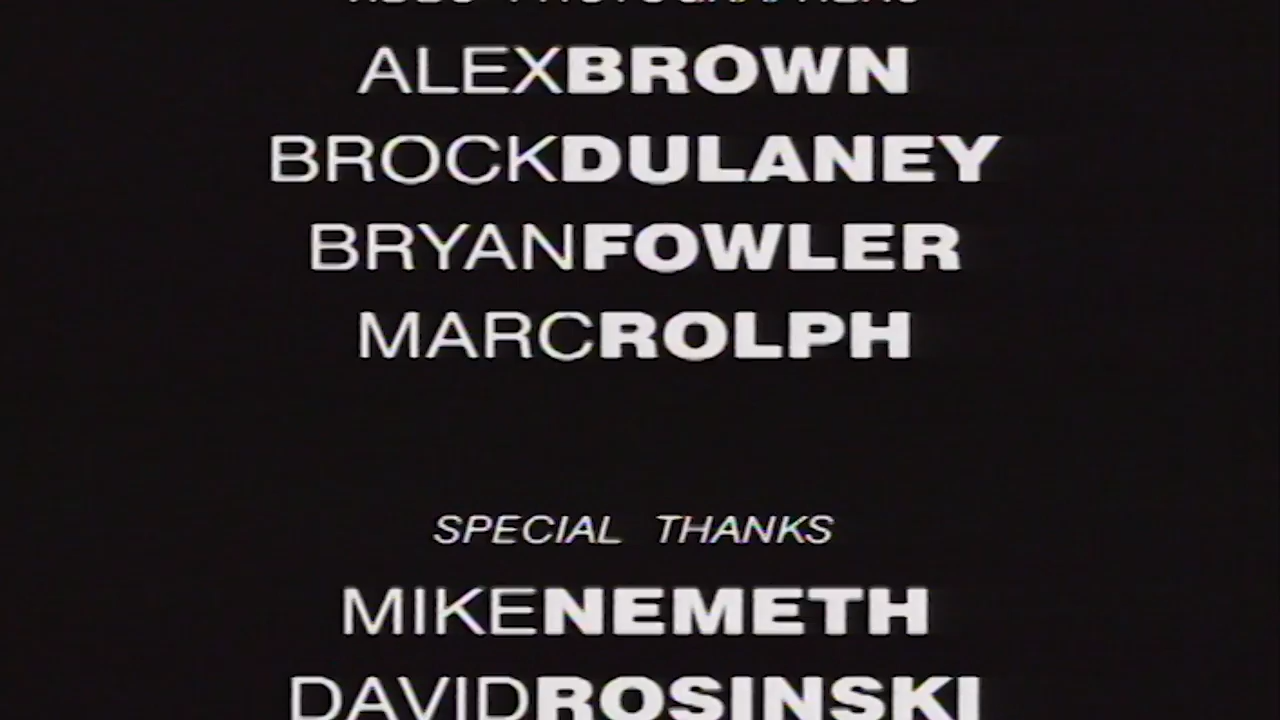 ALEXBROWN
BROCKDULANEY
BRYANFOWLER
MARCROLPH
SPECIAL THANKS
MIKENEMETH
DAVIDROSINSKI